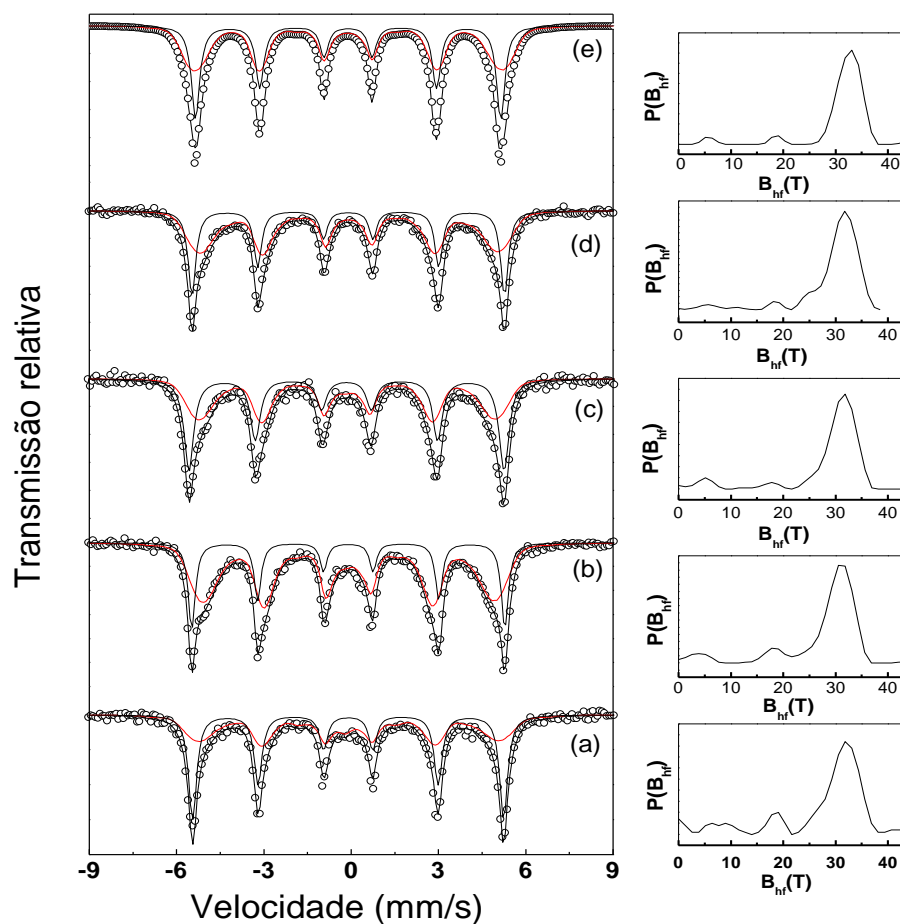 Transmissão relativa
(e)
(d)
(c)
(b)
(a)
-9 -6 -3 0 3 6 9
Velocidade (mm/s)
P(B_hf)
0 10 20 30 40
B_hf(T)
P(B_hf)
0 10 20 30 40
B_hf(T)
P(B_hf)
0 10 20 30 40
B_hf(T)
P(B_hf)
0 10 20 30 40
B_hf(T)
P(B_hf)
0 10 20 30 40
B_hf(T)